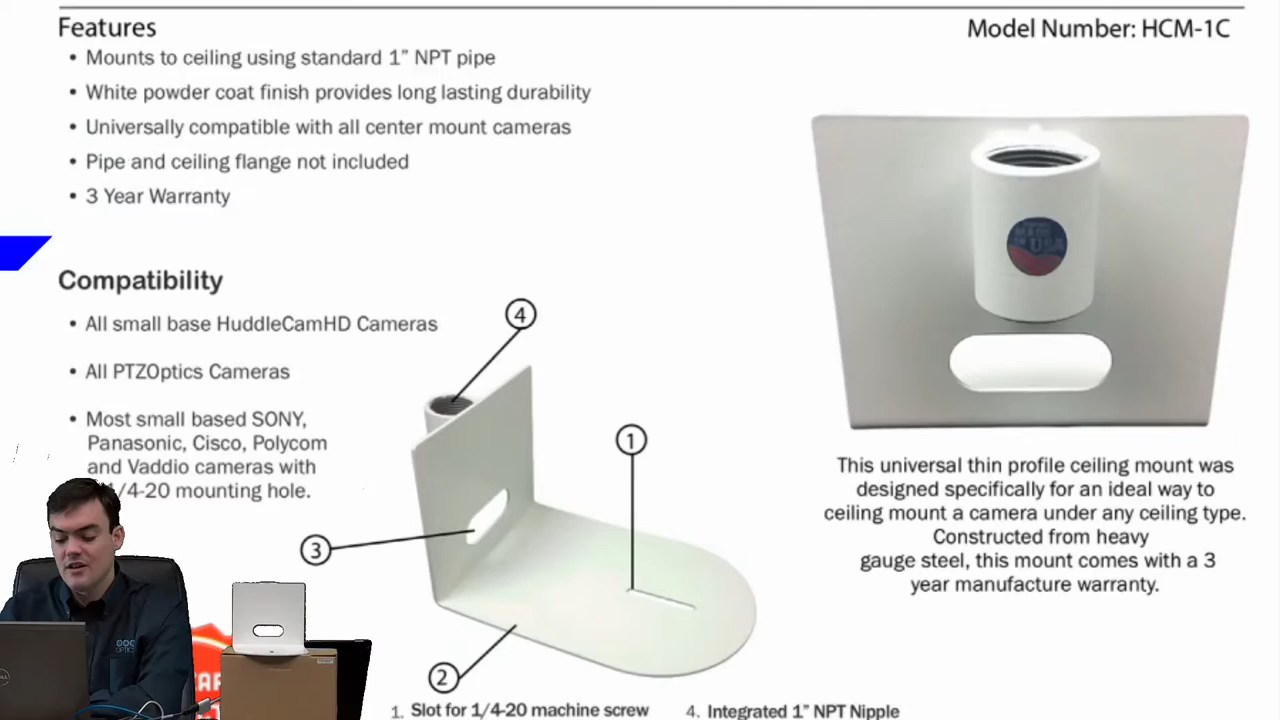 Features
Model Number: HCM-1C
• Mounts to ceiling using standard 1” NPT pipe
• White powder coat finish provides long lasting durability
• Universally compatible with all center mount cameras
• Pipe and ceiling flange not included
• 3 Year Warranty
MADE
IN USA
Compatibility
• All small base HuddleCamHD Cameras
• All PTZOptics Cameras
• Most small based SONY,
Panasonic, Cisco, Polycom
and Vaddio cameras with
1/4-20 mounting hole.
4
1
3
2
This universal thin profile ceiling mount was
designed specifically for an ideal way to
ceiling mount a camera under any ceiling type.
Constructed from heavy
gauge steel, this mount comes with a 3
year manufacture warranty.
DELL
OPTICS
1. Slot for 1/4-20 machine screw
4. Integrated 1” NPT Nipple